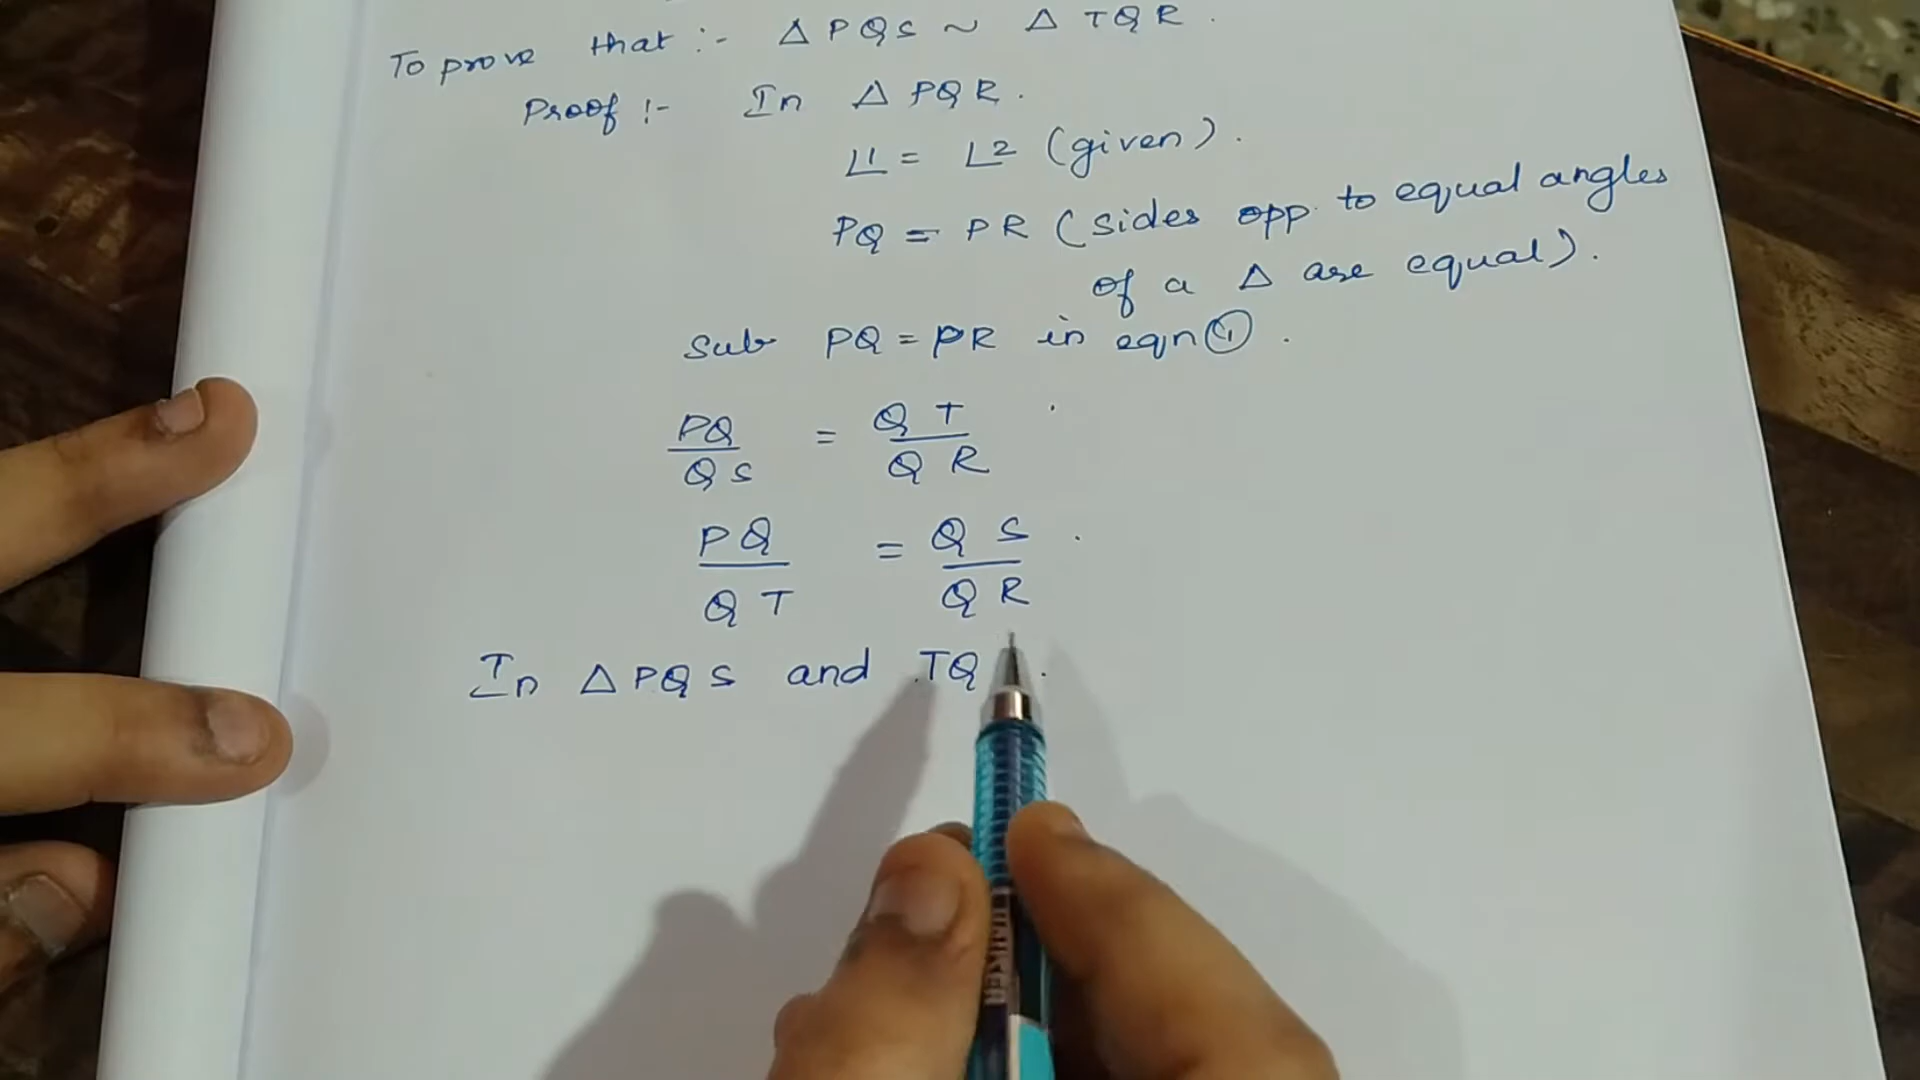 To prove that :- Δ PQS ~ Δ TQR.
Proof :- In Δ PQR.
∠1 = ∠2 (given).
PQ = PR (sides opp. to equal angles
of a Δ are equal).
Sub PQ = PR in eqn ①.
PQ/QS = QT/QR
PQ/QT = QS/QR.
In Δ PQS and TQ
LINKER